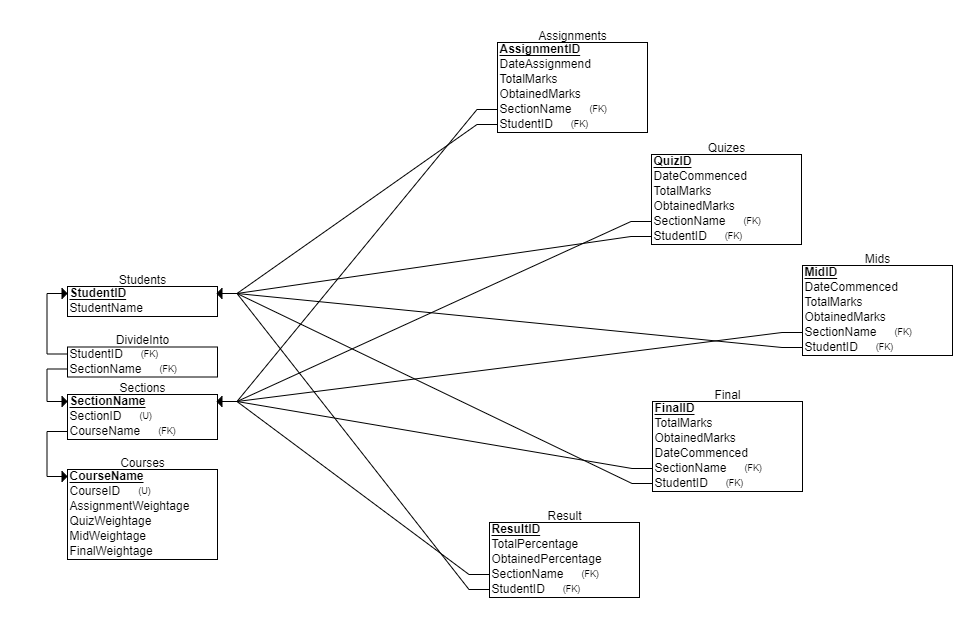 Assignments
AssignmentID
DateAssignmend
TotalMarks
ObtainedMarks
SectionName (FK)
StudentID (FK)
Quizes
QuizID
DateCommenced
TotalMarks
ObtainedMarks
SectionName (FK)
StudentID (FK)
Mids
MidID
DateCommenced
TotalMarks
ObtainedMarks
SectionName (FK)
StudentID (FK)
Students
StudentID
StudentName
DivideInto
StudentID (FK)
SectionName (FK)
Sections
SectionName
SectionID (U)
CourseName (FK)
Courses
CourseName
CourseID (U)
AssignmentWeightage
QuizWeightage
MidWeightage
FinalWeightage
Final
FinalID
TotalMarks
ObtainedMarks
DateCommenced
SectionName (FK)
StudentID (FK)
Result
ResultID
TotalPercentage
ObtainedPercentage
SectionName (FK)
StudentID (FK)